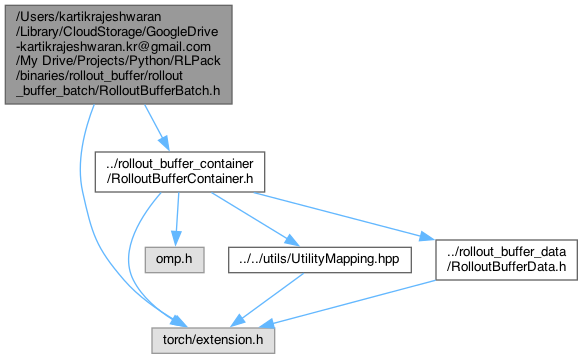 /Users/kartikrajeshwaran
/Library/CloudStorage/GoogleDrive
-kartikrajeshwaran.kr@gmail.com
/My Drive/Projects/Python/RLPack
/binaries/rollout_buffer/rollout
_buffer_batch/RolloutBufferBatch.h
../rollout_buffer_container
/RolloutBufferContainer.h
omp.h
../../utils/UtilityMapping.hpp
../rollout_buffer_data
/RolloutBufferData.h
torch/extension.h